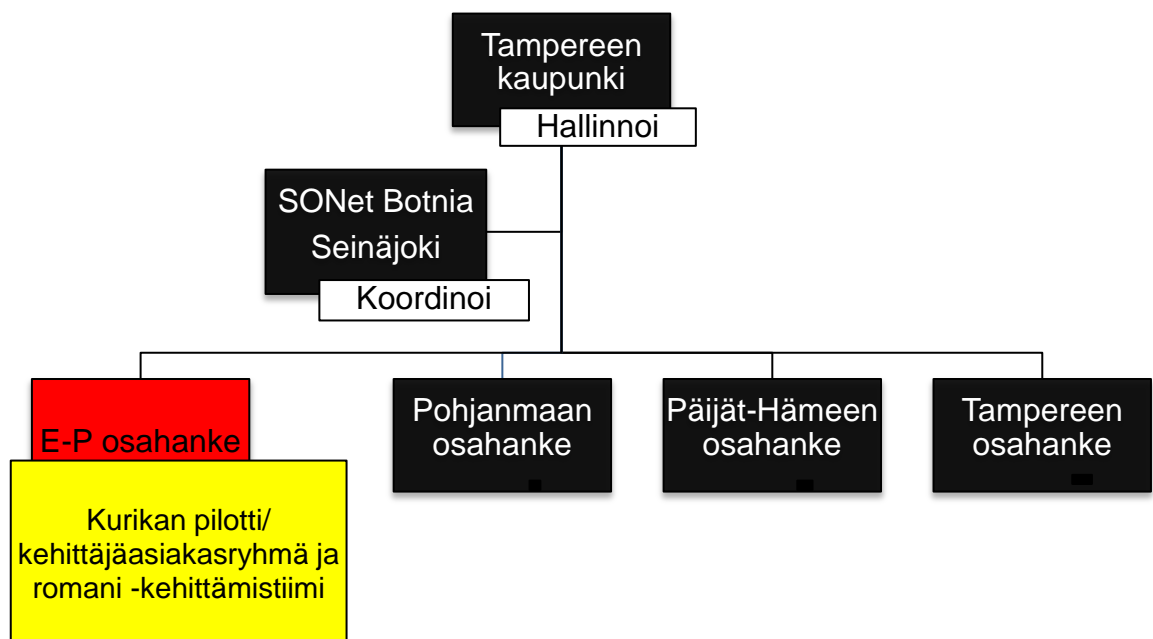 Tampereen
kaupunki
Hallinnoi
SONet Botnia
Seinäjoki
Koordinoi
E-P osahanke
Kurikan pilotti/
kehittäjäasiakasryhmä ja
romani -kehittämistiimi
Pohjanmaan
osahanke
Päijät-Hämeen
osahanke
Tampereen
osahanke